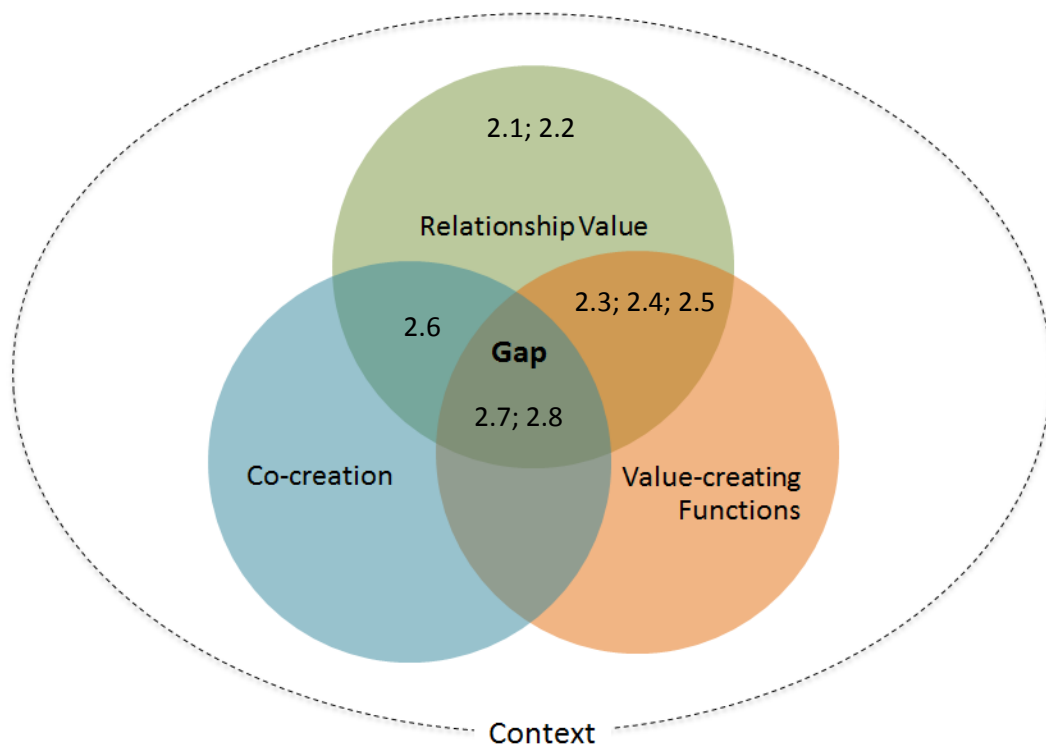 2.1; 2.2
Relationship Value
2.3; 2.4; 2.5
2.6
Gap
2.7; 2.8
Co-creation
Value-creating
Functions
Context